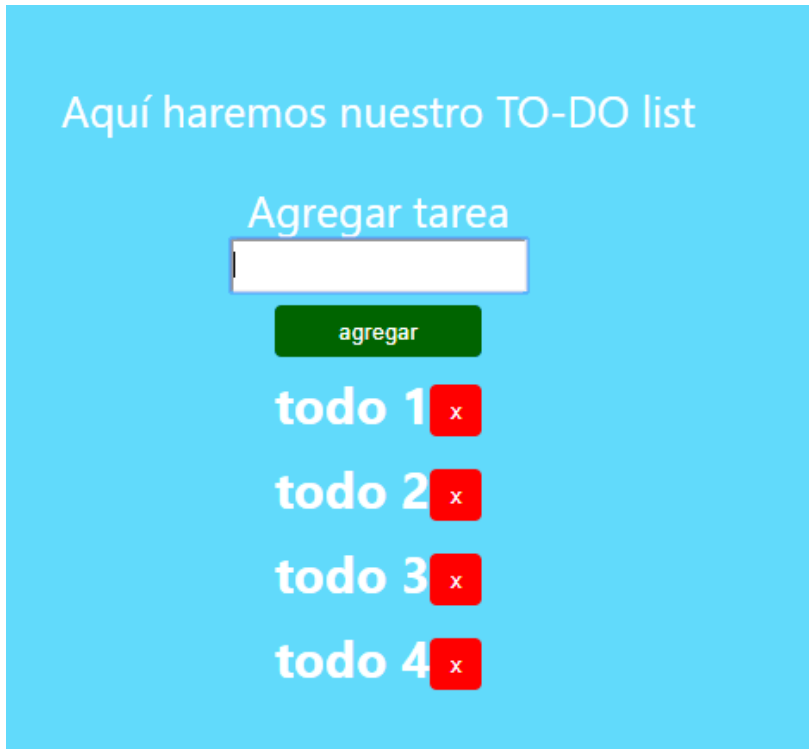 Aquí haremos nuestro TO-DO list
Agregar tarea
agregar
todo 1 x
todo 2 x
todo 3 x
todo 4 x